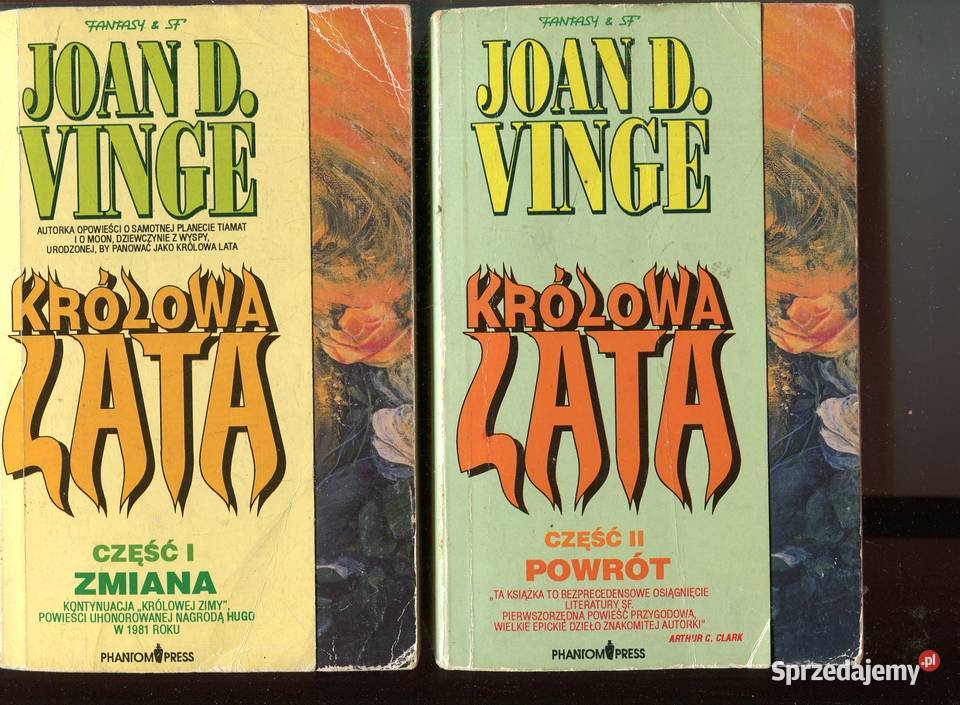 FANTASY & SF
JOAN D.
VINGE
AUTORKA OPOWIEŚCI O SAMOTNEJ PLANECIE TIAMAT
I O MOON, DZIEWCZYNIE Z WYSPY,
URODZONEJ, BY PANOWAĆ JAKO KRÓLOWA LATA
KRÓLOWA
LATA
CZĘŚĆ I
ZMIANA
KONTYNUACJA „KRÓLOWEJ ZIMY”,
POWIEŚCI UHONOROWANEJ NAGRODĄ HUGO
W 1981 ROKU
PHANTOM PRESS
FANTASY & SF
JOAN D.
VINGE
KRÓLOWA
LATA
CZĘŚĆ II
POWRÓT
„TA KSIĄŻKA TO BEZPRECEDENSOWE OSIĄGNIĘCIE
LITERATURY SF.
PIERWSZORZĘDNA POWIEŚĆ PRZYGODOWA,
WIELKIE EPICKIE DZIEŁO ZNAKOMITEJ AUTORKI”
ARTHUR C. CLARK
PHANTOM PRESS
Sprzedajemy.pl